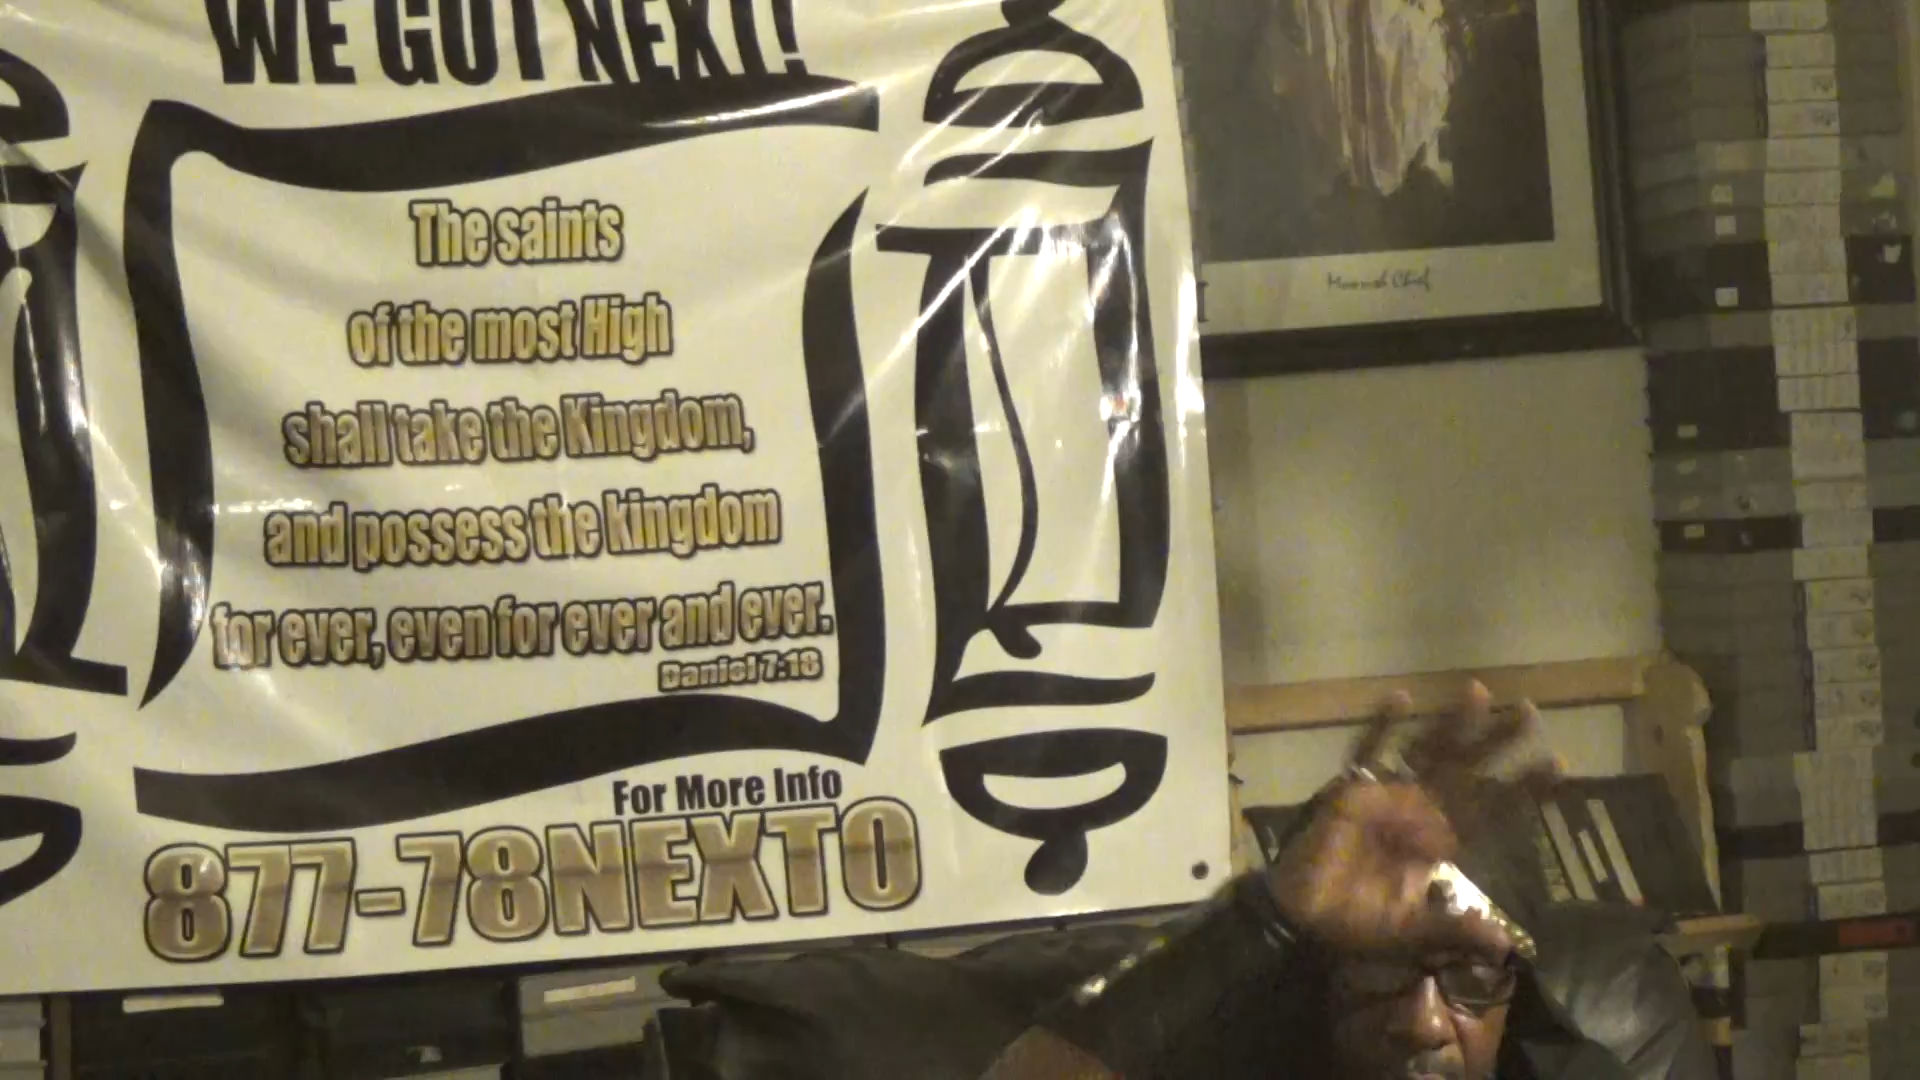 WE GOT NEXT!
The saints
of the most High
shall take the Kingdom,
and possess the kingdom
for ever, even for ever and ever.
Daniel 7:18
For More Info
877-78NEXTO